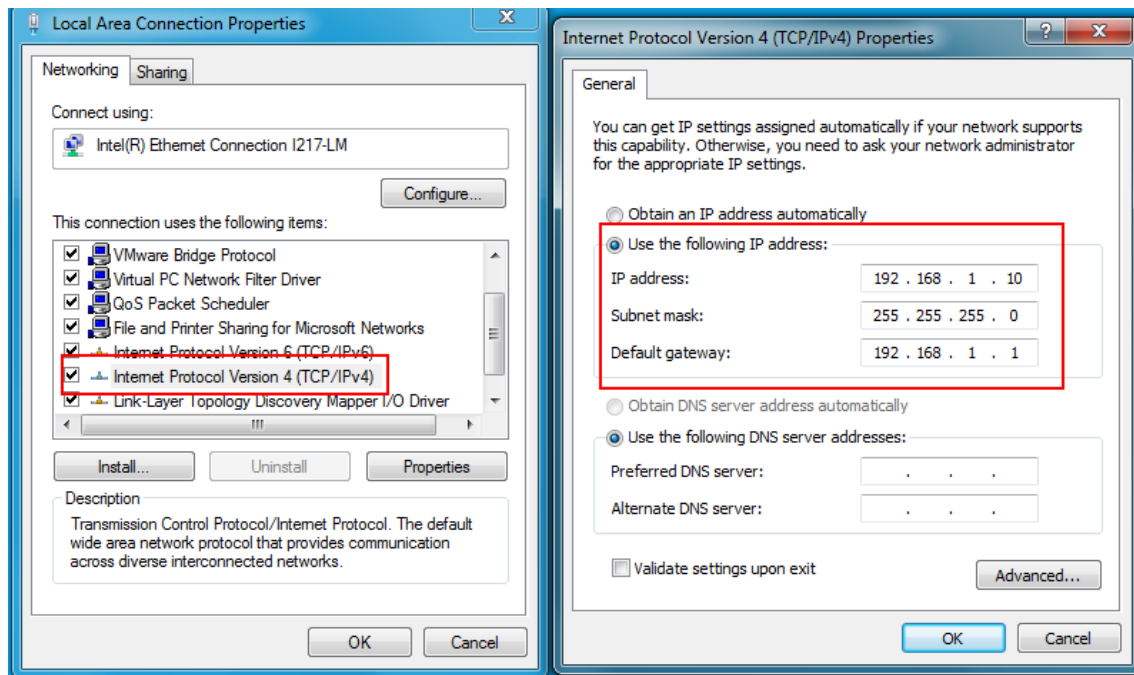 Local Area Connection Properties
Networking
Sharing
Connect using:
Intel(R) Ethernet Connection I217-LM
Configure...
This connection uses the following items:
VMware Bridge Protocol
Virtual PC Network Filter Driver
QoS Packet Scheduler
File and Printer Sharing for Microsoft Networks
Internet Protocol Version 6 (TCP/IPv6)
Internet Protocol Version 4 (TCP/IPv4)
Link-Layer Topology Discovery Mapper I/O Driver
Install...
Uninstall
Properties
Description
Transmission Control Protocol/Internet Protocol. The default
wide area network protocol that provides communication
across diverse interconnected networks.
OK
Cancel
Internet Protocol Version 4 (TCP/IPv4) Properties
General
You can get IP settings assigned automatically if your network supports
this capability. Otherwise, you need to ask your network administrator
for the appropriate IP settings.
Obtain an IP address automatically
Use the following IP address:
IP address: 192 . 168 . 1 . 10
Subnet mask: 255 . 255 . 255 . 0
Default gateway: 192 . 168 . 1 . 1
Obtain DNS server address automatically
Use the following DNS server addresses:
Preferred DNS server: . . .
Alternate DNS server: . . .
Validate settings upon exit
Advanced...
OK
Cancel